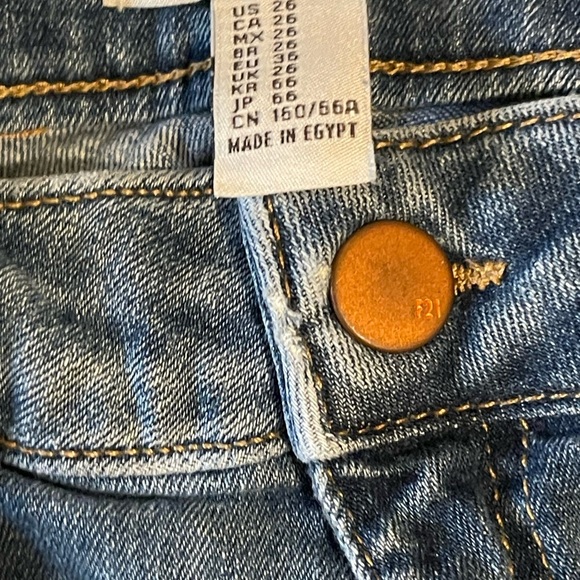 US 26
CA 26
MX 26
BR 26
EU 36
UK 26
KR 66
JP 66
CN 160/66A
MADE IN EGYPT
F21